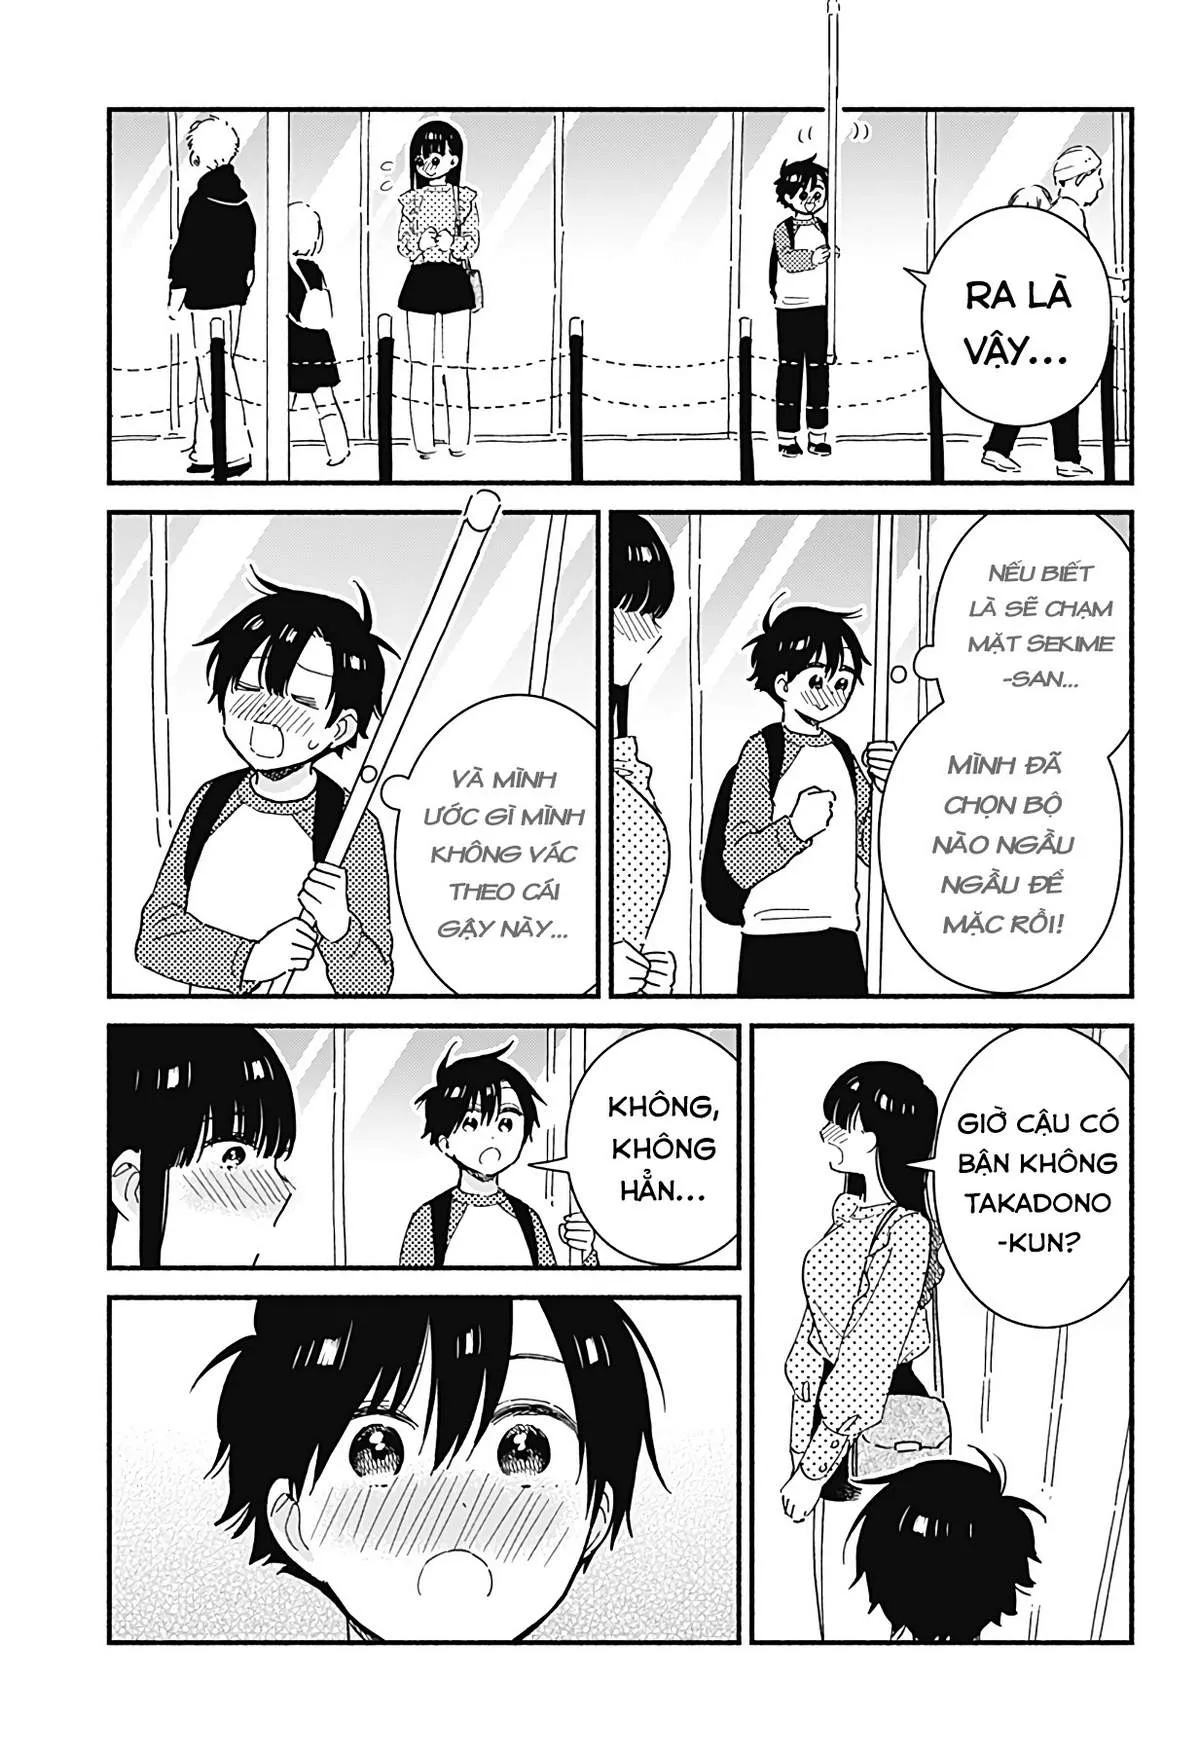 RA LÀ
VẬY...
NẾU BIẾT
LÀ SẼ CHẠM
MẶT SEKIME
-SAN...
MÌNH ĐÃ
CHỌN BỘ
NÀO NGẦU
NGẦU ĐỂ
MẶC RỒI!
VÀ MÌNH
ƯỚC GÌ MÌNH
KHÔNG VÁC
THEO CÁI
GẬY NÀY...
GIỜ CẬU CÓ
BẬN KHÔNG
TAKADONO
-KUN?
KHÔNG,
KHÔNG
HẲN...